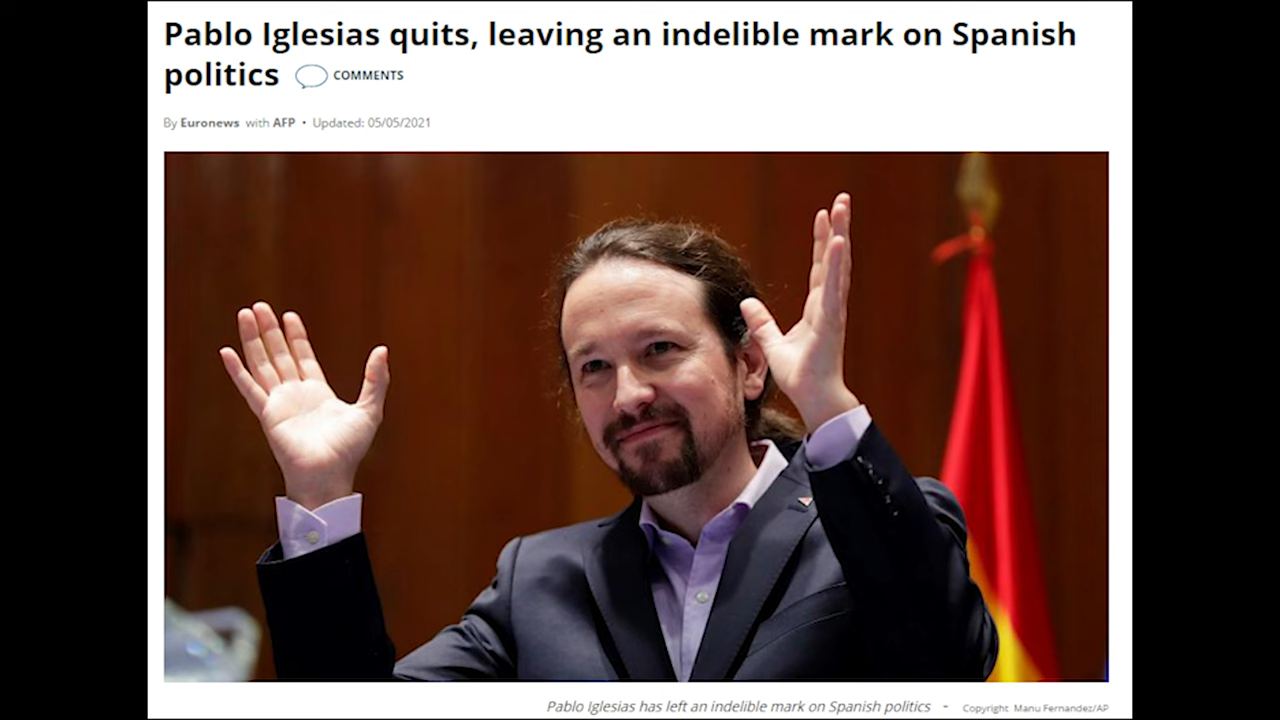 Pablo Iglesias quits, leaving an indelible mark on Spanish
politics COMMENTS
By Euronews with AFP • Updated: 05/05/2021
Pablo Iglesias has left an indelible mark on Spanish politics - Copyright Manu Fernandez/AP